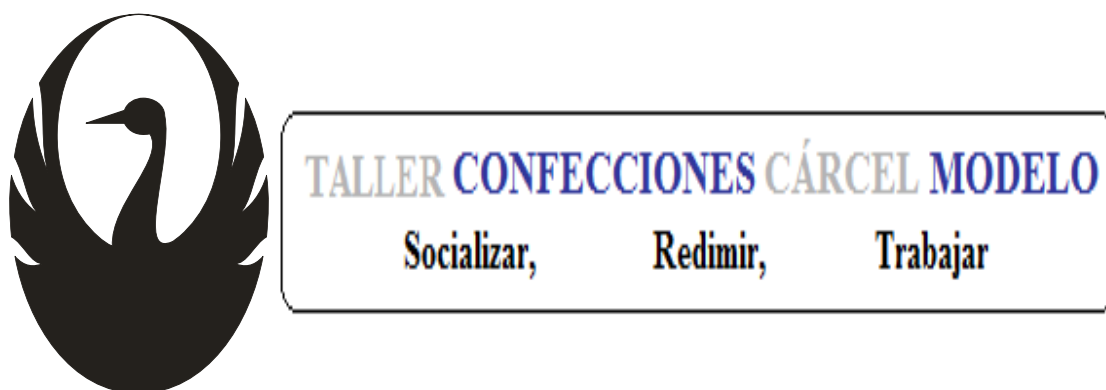 TALLER CONFECCIONES CÁRCEL MODELO
Socializar, Redimir, Trabajar